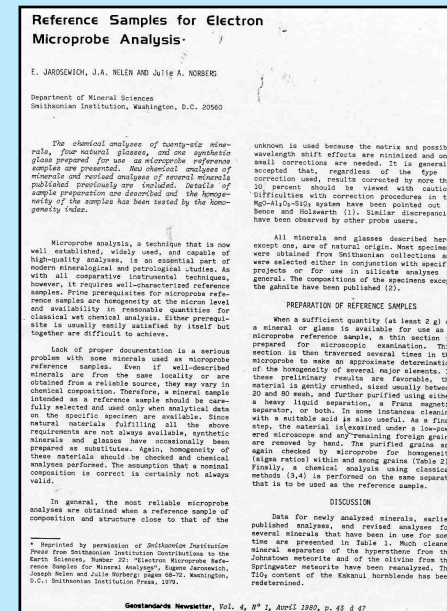 Reference Samples for Electron
Microprobe Analysis*
E. JAROSEWICH, J.A. NELEN AND Julie A. NORBERG
Department of Mineral Sciences
Smithsonian Institution, Washington, D.C. 20560
The chemical analyses of twenty-six mine-
rals, four natural glasses, and one synthetic
glass prepared for use as microprobe reference
samples are presented. New chemical analyses of
minerals and revised analyses of several minerals
published previously are included. Details of
sample preparation are described and the homoge-
neity of the samples has been tested by the homo-
geneity index.
Microprobe analysis, a technique that is now
well established, widely used, and capable of
high-quality analyses, is an essential part of
modern mineralogical and petrological studies. As
with all comparative instrumental techniques,
however, it requires well-characterized reference
samples. Prime prerequisites for microprobe refe-
rence samples are homogeneity at the micron level
and availability in reasonable quantities for
classical wet chemical analysis. Either prerequi-
site is usually easily satisfied by itself but
together are difficult to achieve.
Lack of proper documentation is a serious
problem with some minerals used as microprobe
reference samples. Even if well-described
minerals are from the same locality or are
obtained from a reliable source, they may vary in
chemical composition. Therefore, a mineral sample
intended as a reference sample should be care-
fully selected and used only when analytical data
on the specific specimen are available. Since
natural materials fulfilling all the above
requirements are not always available, synthetic
minerals and glasses have occasionally been
prepared as substitutes. Again, homogeneity of
these materials should be checked and chemical
analyses performed. The assumption that a nominal
composition is correct is certainly not always
valid.
In general, the most reliable microprobe
analyses are obtained when a reference sample of
composition and structure close to that of the
* Reprinted by permission of Smithsonian Institution
Press from Smithsonian Institution Contributions to the
Earth Sciences, Number 22: "Electron Microprobe Refe-
rence Samples for Mineral Analyses", Eugene Jarosewich,
Joseph Nelen and Julie Norberg: pages 68-72. Washington,
D.C.: Smithsonian Institution Press, 1979.
unknown is used because the matrix and possib
wavelength shift effects are minimized and on
small corrections are needed. It is general
accepted that, regardless of the type
correction used, results corrected by more th
10 percent should be viewed with cautio
Difficulties in correction procedures in t
MgO-Al₂O₃-SiO₂ system have been pointed out
Bence and Holzwarth (1). Similar discrepanci
have been observed by other probe users.
All minerals and glasses described her
except one, are of natural origin. Most specime
were obtained from Smithsonian collections a
were selected either in conjunction with specif
projects or for use in silicate analyses
general. The compositions of the specimens exce
the gahnite have been published (2).
PREPARATION OF REFERENCE SAMPLES
When a sufficient quantity (at least 2 g)
a mineral or glass is available for use as
microprobe reference sample, a thin section
prepared for microscopic examination. Th
section is then traversed several times in t
microprobe to make an approximate determinati
of the homogeneity of several major elements.
these preliminary results are favorable, t
material is gently crushed, sized usually betwe
20 and 80 mesh, and further purified using eith
a heavy liquid separation, a Franz magneti
separator, or both. In some instances cleanin
with a suitable acid is also useful. As a fina
step, the material is examined under a low-pow
ered microscope and any remaining foreign grain
are removed by hand. The purified grains a
again checked by microprobe for homogeneit
(sigma ratios) within and among grains (Table 2)
Finally, a chemical analysis using classica
methods (3,4) is performed on the same separat
that is to be used as the reference sample.
DISCUSSION
Data for newly analyzed minerals, earlie
published analyses, and revised analyses fo
several minerals that have been in use for som
time are presented in Table 1. Much cleane
mineral separates of the hypersthene from th
Johnstown meteorite and of the olivine from th
Springwater meteorite have been reanalysed. Th
TiO₂ content of the Kakanui hornblende has bee
redetermined.
Geostandards Newsletter, Vol. 4, N° 1, April 1980, p. 43 à 47